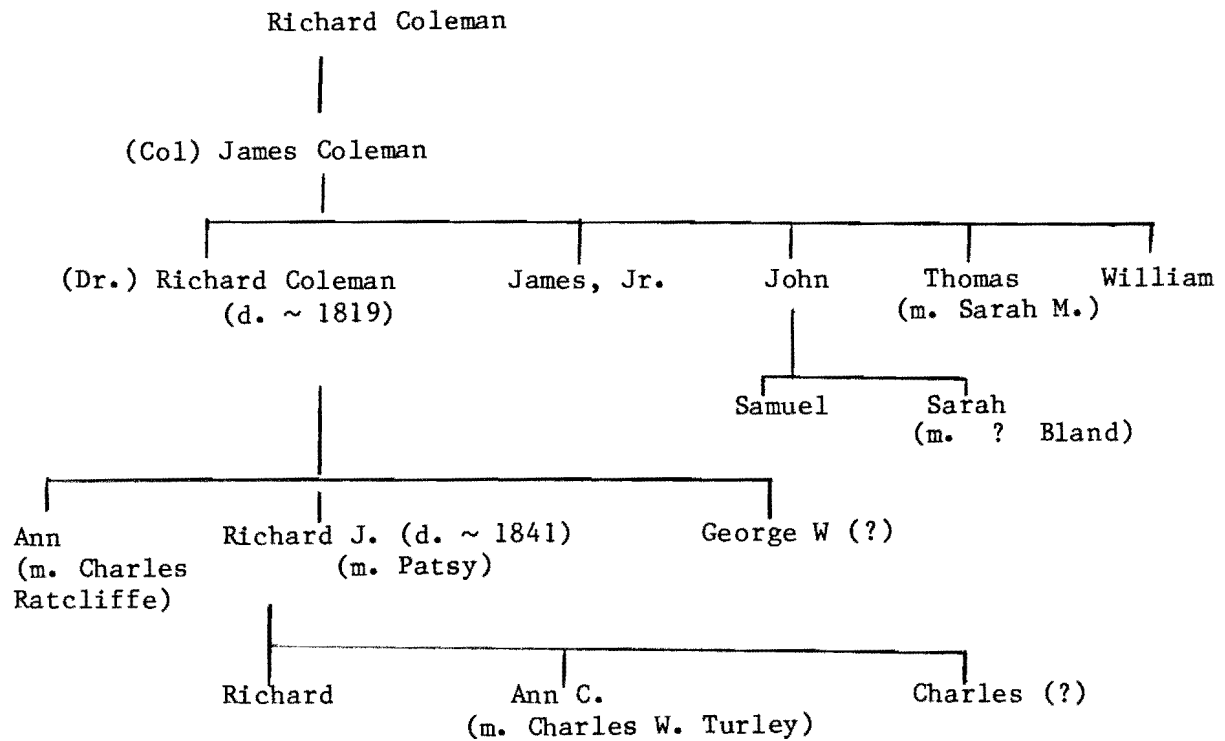 Richard Coleman
(Col) James Coleman
(Dr.) Richard Coleman James, Jr. John Thomas William
(d. ~ 1819) (m. Sarah M.)
Samuel Sarah
(m. ? Bland)
Ann Richard J. (d. ~ 1841) George W (?)
(m. Charles (m. Patsy)
Ratcliffe)
Richard Ann C. Charles (?)
(m. Charles W. Turley)